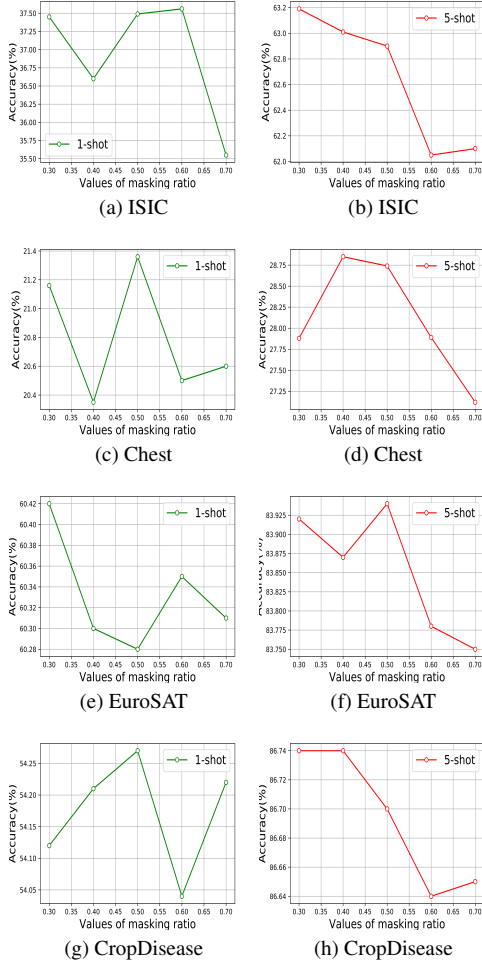 Accuracy(%)
37.50
37.25
37.00
36.75
36.50
36.25
36.00
35.75
35.50
1-shot
0.30 0.35 0.40 0.45 0.50 0.55 0.60 0.65 0.70
Values of masking ratio
(a) ISIC
Accuracy(%)
63.2
63.0
62.8
62.6
62.4
62.2
62.0
5-shot
0.30 0.35 0.40 0.45 0.50 0.55 0.60 0.65 0.70
Values of masking ratio
(b) ISIC
Accuracy(%)
21.4
21.2
21.0
20.8
20.6
20.4
1-shot
0.30 0.35 0.40 0.45 0.50 0.55 0.60 0.65 0.70
Values of masking ratio
(c) Chest
Accuracy(%)
28.75
28.50
28.25
28.00
27.75
27.50
27.25
5-shot
0.30 0.35 0.40 0.45 0.50 0.55 0.60 0.65 0.70
Values of masking ratio
(d) Chest
Accuracy(%)
60.42
60.40
60.38
60.36
60.34
60.32
60.30
60.28
1-shot
0.30 0.35 0.40 0.45 0.50 0.55 0.60 0.65 0.70
Values of masking ratio
(e) EuroSAT
Accuracy(%)
83.925
83.900
83.875
83.850
83.825
83.800
83.775
83.750
5-shot
0.30 0.35 0.40 0.45 0.50 0.55 0.60 0.65 0.70
Values of masking ratio
(f) EuroSAT
Accuracy(%)
54.25
54.20
54.15
54.10
54.05
1-shot
0.30 0.35 0.40 0.45 0.50 0.55 0.60 0.65 0.70
Values of masking ratio
(g) CropDisease
Accuracy(%)
86.74
86.72
86.70
86.68
86.66
86.64
5-shot
0.30 0.35 0.40 0.45 0.50 0.55 0.60 0.65 0.70
Values of masking ratio
(h) CropDisease